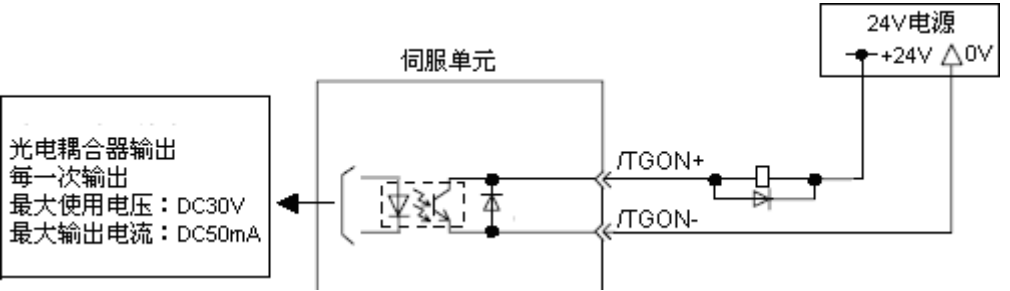 24V电源
+24V 0V
伺服单元
光电耦合器输出
每一次输出
最大使用电压：DC30V
最大输出电流：DC50mA
/TGON+
/TGON-